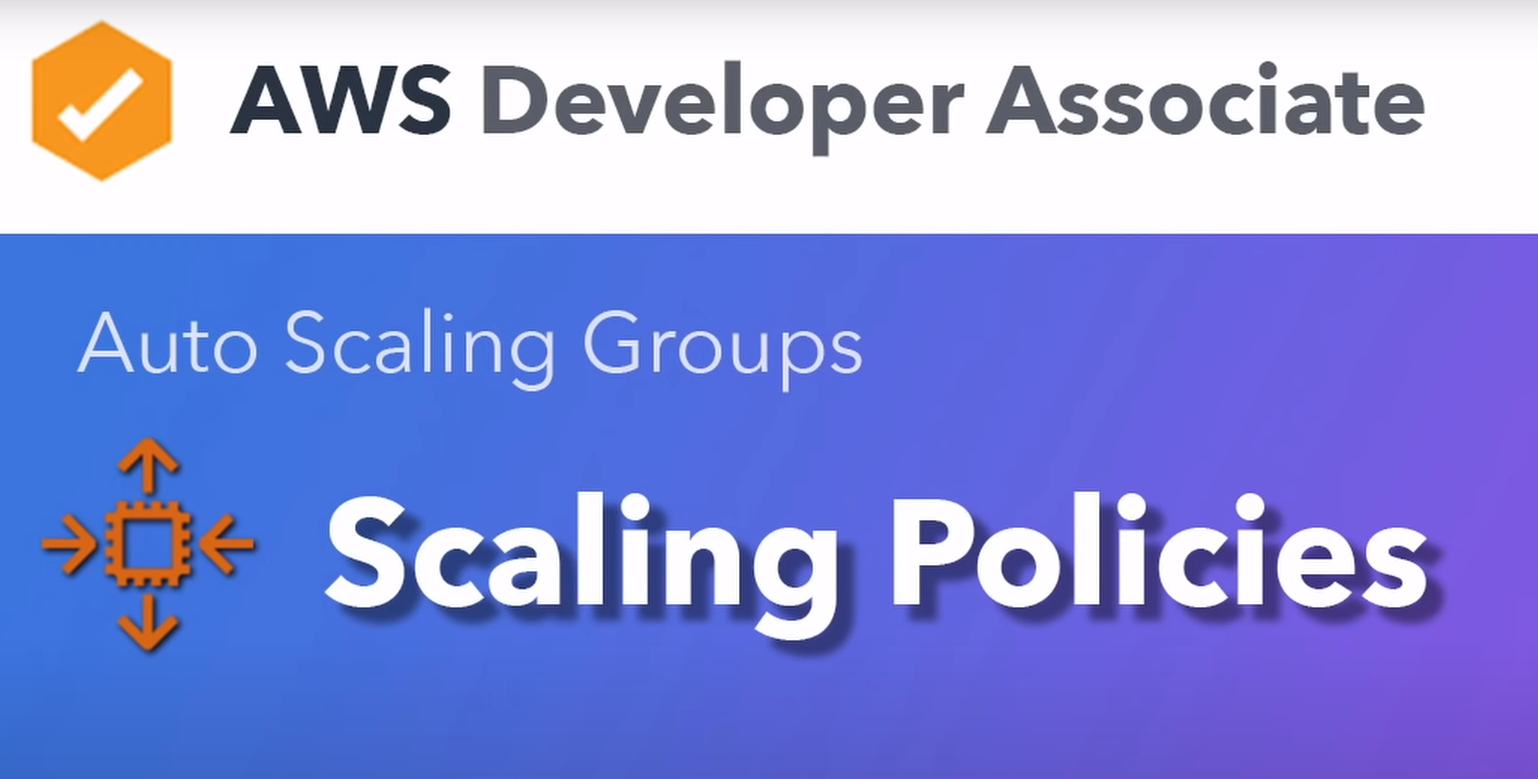 AWS Developer Associate
Auto Scaling Groups
Scaling Policies